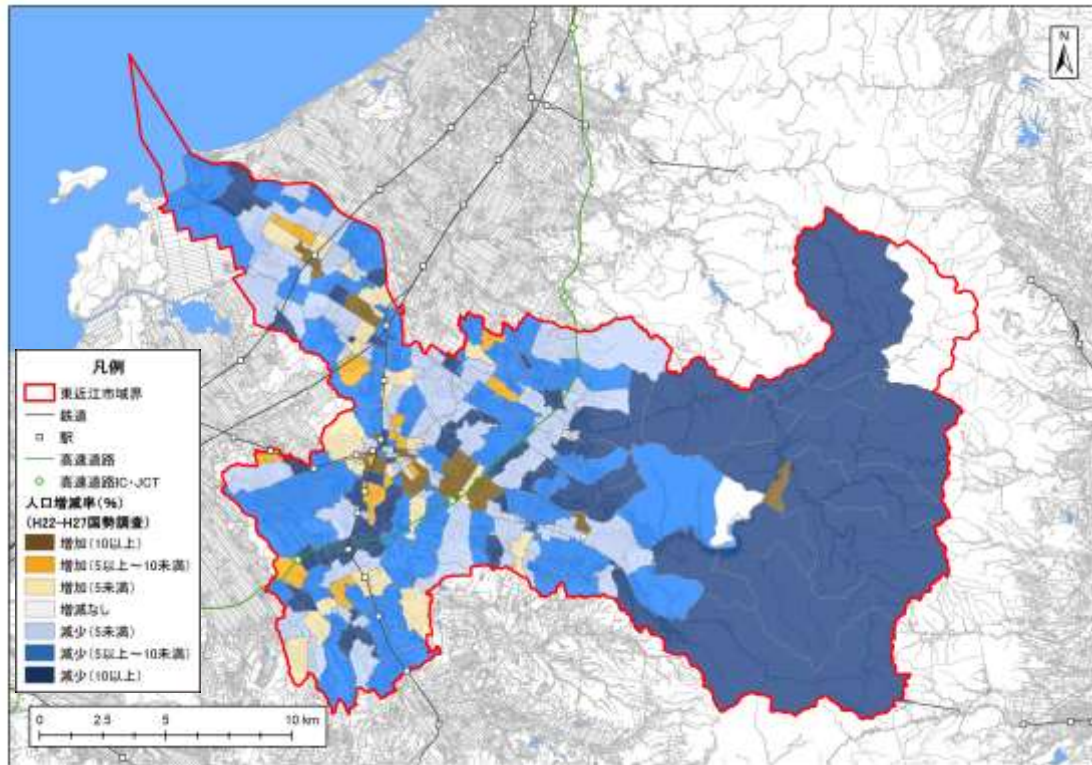 N
凡例
東近江市域界
鉄道
駅
高速道路
高速道路IC・JCT
人口増減率(%)
(H22-H27国勢調査)
増加(10以上)
増加(5以上～10未満)
増加(5未満)
増減なし
減少(5未満)
減少(5以上～10未満)
減少(10以上)
0 2.5 5 10 km